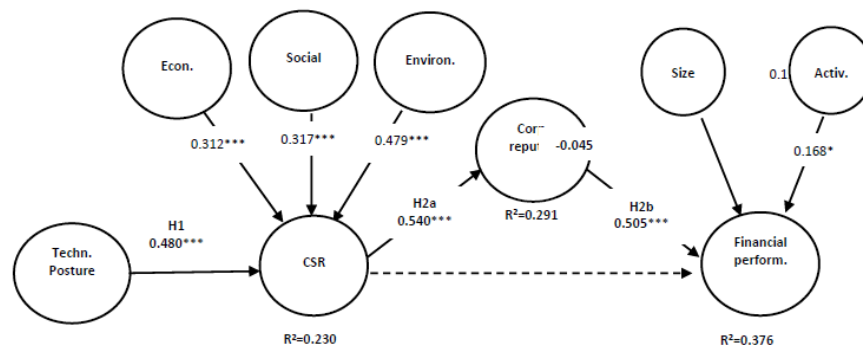 Econ.
Social
Environ.
Size
0.1
Activ.
0.312***
0.317***
0.479***
-0.045
0.168*
H1
0.480***
H2a
0.540***
R²=0.291
H2b
0.505***
Techn.
Posture
CSR
Financial
perform.
R²=0.230
R²=0.376